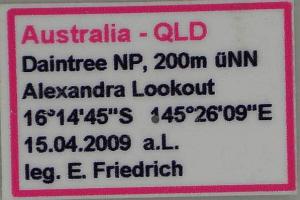 Australia - QLD
Daintree NP, 200m üNN
Alexandra Lookout
16°14'45"S 145°26'09"E
15.04.2009 a.L.
leg. E. Friedrich